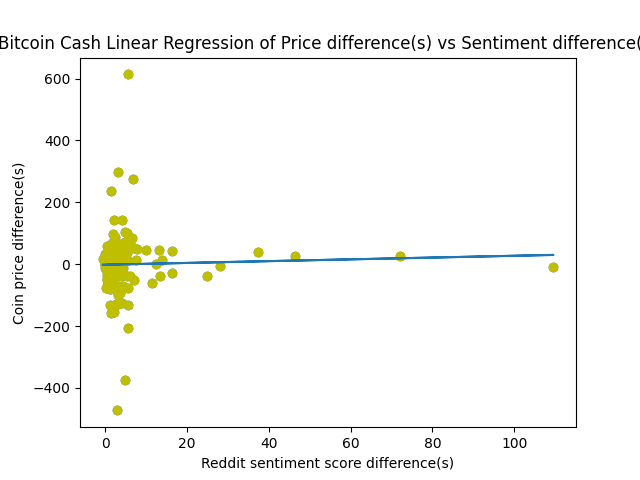 Bitcoin Cash Linear Regression of Price difference(s) vs Sentiment difference(
600
400
200
0
−200
−400
Coin price difference(s)
0 20 40 60 80 100
Reddit sentiment score difference(s)